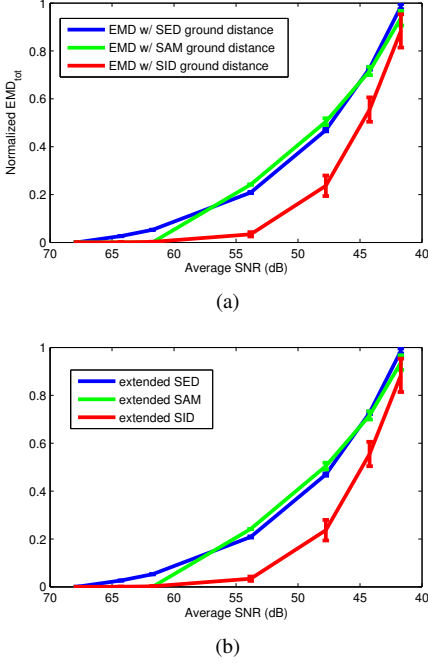 1
0.8
0.6
0.4
0.2
0
Normalized EMD_tot
EMD w/ SED ground distance
EMD w/ SAM ground distance
EMD w/ SID ground distance
70 65 60 55 50 45 40
Average SNR (dB)
(a)
1
0.8
0.6
0.4
0.2
0
extended SED
extended SAM
extended SID
70 65 60 55 50 45 40
Average SNR (dB)
(b)